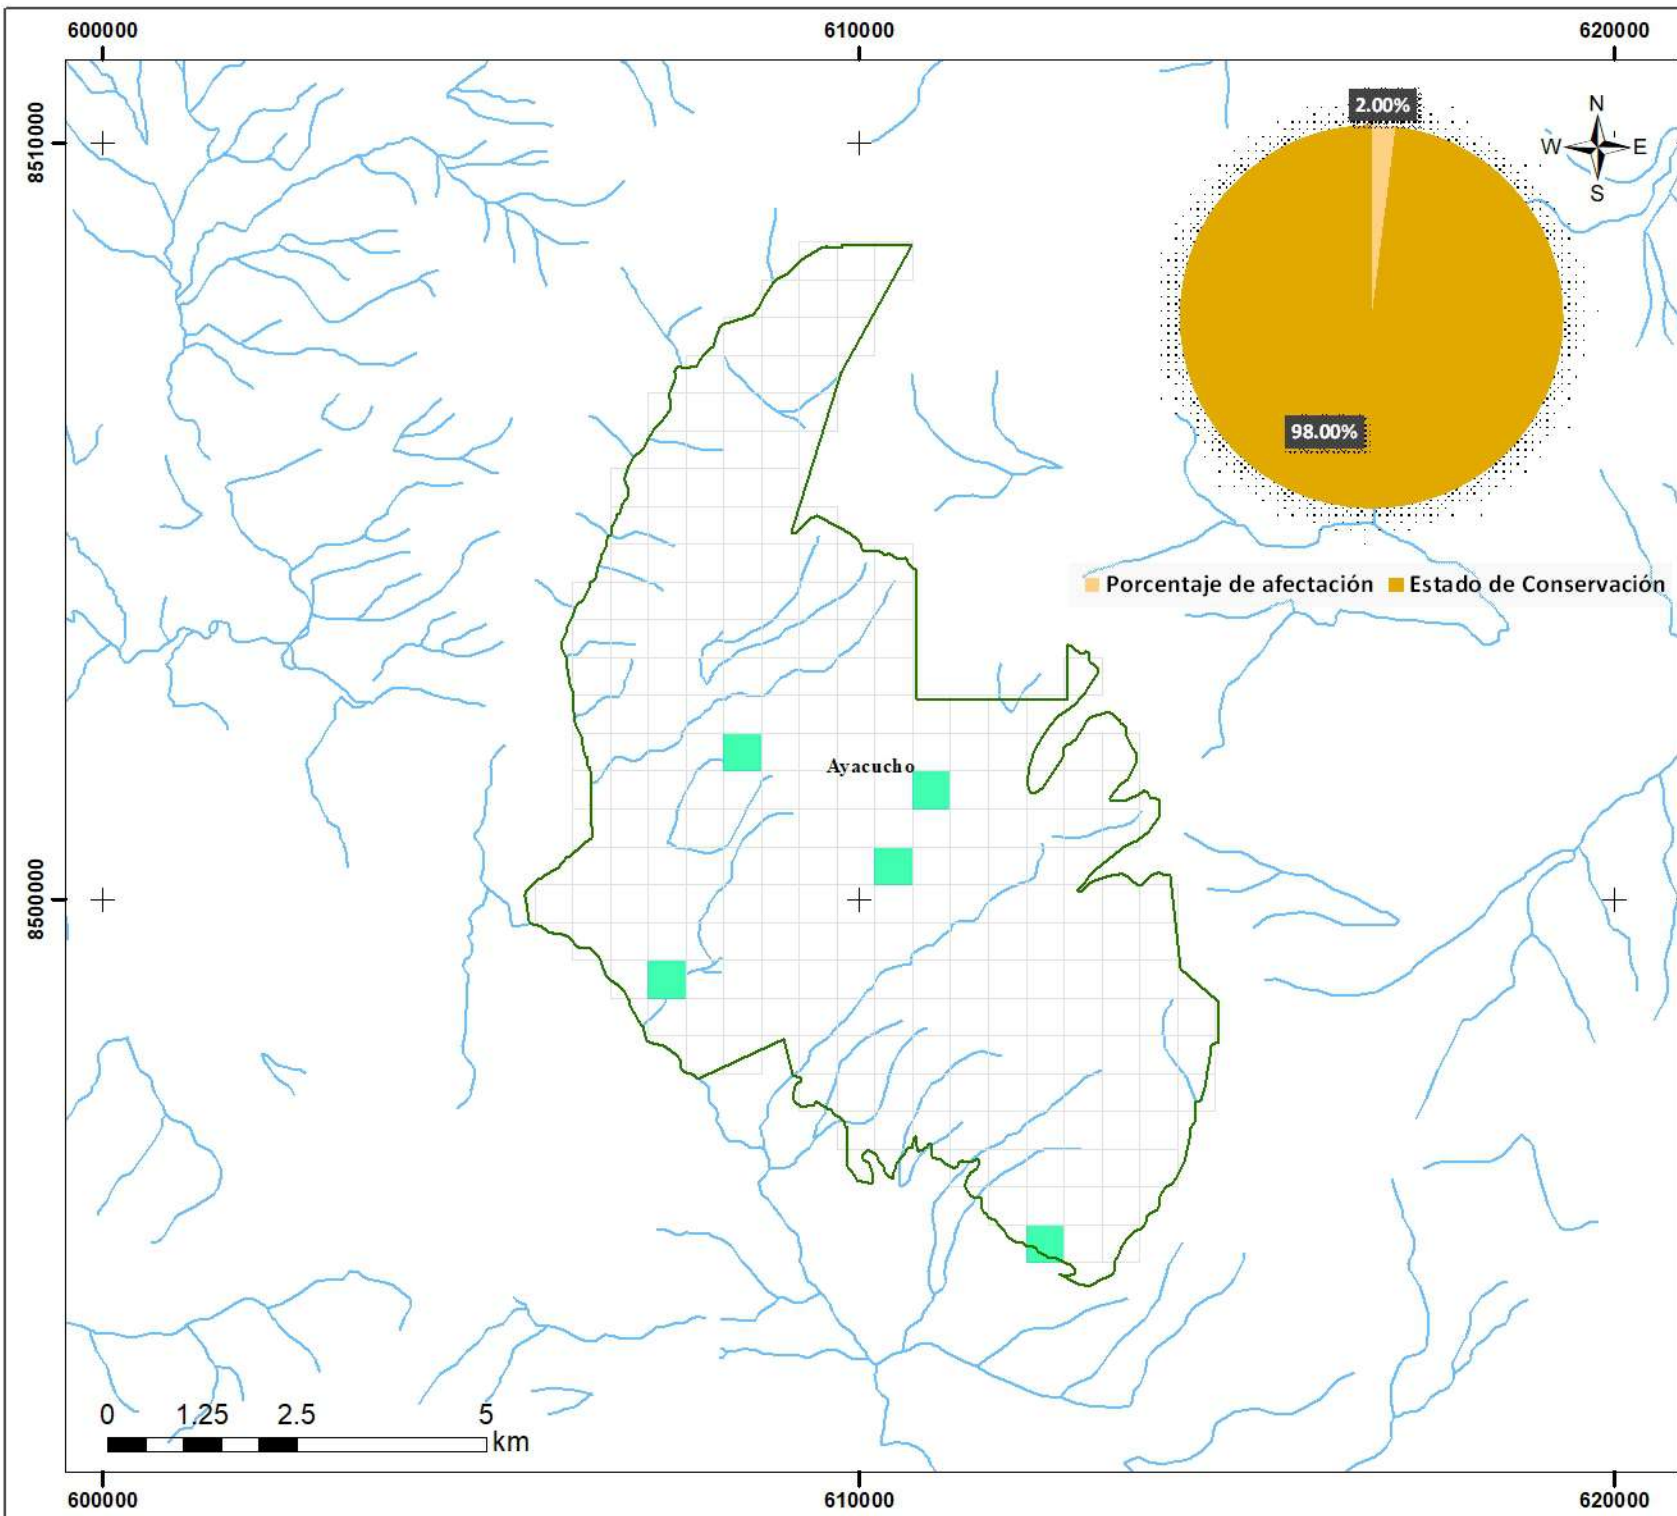 600000 610000 620000
2.00%
N
W E
S
8510000
98.00%
Porcentaje de afectación Estado de Conservación
Ayacucho
8500000
0 1.25 2.5 5
km
600000 610000 620000